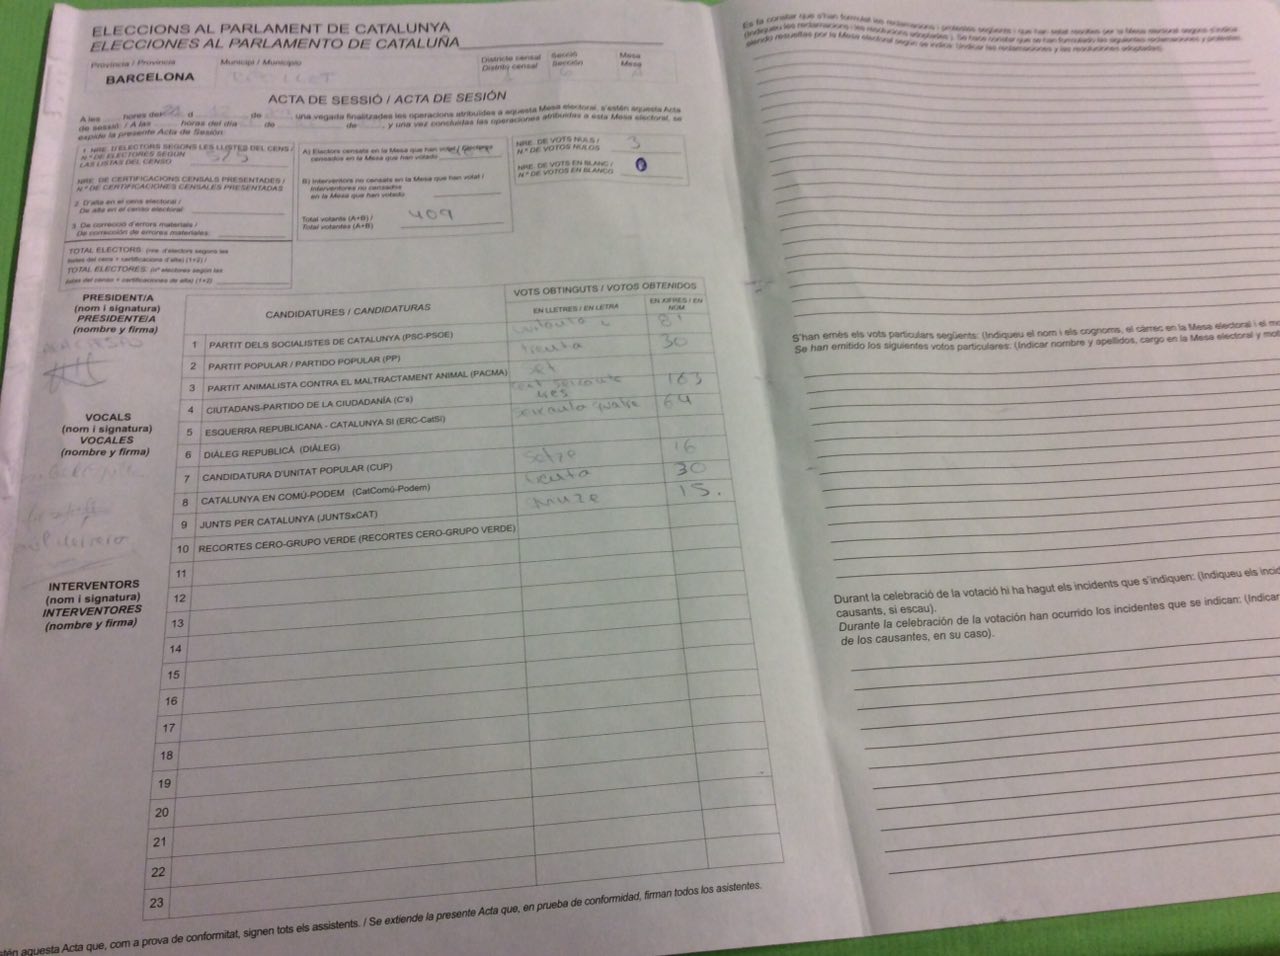 ELECCIONS AL PARLAMENT DE CATALUNYA
ELECCIONES AL PARLAMENTO DE CATALUÑA
Província / Provincia
Municipi / Municipio
Districte censal
Distrito censal
Secció
Sección
Mesa
Mesa
BARCELONA
ACTA DE SESSIÓ / ACTA DE SESIÓN
A les hores del d de una vegada finalitzades les operacions atribuïdes a aquesta Mesa electoral, s'estén aquesta Acta
de sessió / A las horas del día de de , y una vez concluidas las operaciones atribuidas a esta Mesa electoral, se
expide la presente Acta de Sesión:
1. NRE. D'ELECTORS SEGONS LES LLISTES DEL CENS /
N.º DE ELECTORES SEGÚN
LAS LISTAS DEL CENSO
NRE. DE CERTIFICACIONS CENSALS PRESENTADES /
N.º DE CERTIFICACIONES CENSALES PRESENTADAS
2. D'alta en el cens electoral /
De alta en el censo electoral:
3. De correcció d'errors materials /
De corrección de errores materiales:
TOTAL ELECTORS: (nre. d'electors segons les
llistes del cens + certificacions d'alta) (1+2) /
TOTAL ELECTORES: (nº electores según las
listas del censo + certificaciones de alta) (1+2)
A) Electors censats en la Mesa que han votat / Electores
censados en la Mesa que han votado
B) Interventors no censats en la Mesa que han votat /
Interventores no censados
en la Mesa que han votado
Total votants (A+B) /
Total votantes (A+B)
409
NRE. DE VOTS NULS /
N.º DE VOTOS NULOS
3
NRE. DE VOTS EN BLANC /
N.º DE VOTOS EN BLANCO
0
PRESIDENT/A
(nom i signatura)
PRESIDENTE/A
(nombre y firma)
VOCALS
(nom i signatura)
VOCALES
(nombre y firma)
INTERVENTORS
(nom i signatura)
INTERVENTORES
(nombre y firma)
CANDIDATURES / CANDIDATURAS
VOTS OBTINGUTS / VOTOS OBTENIDOS
EN LLETRES / EN LETRA
EN XIFRES / EN NÚM.
1 PARTIT DELS SOCIALISTES DE CATALUNYA (PSC-PSOE) 81
2 PARTIT POPULAR / PARTIDO POPULAR (PP) trenta 30
3 PARTIT ANIMALISTA CONTRA EL MALTRACTAMENT ANIMAL (PACMA) set
4 CIUTADANS-PARTIDO DE LA CIUDADANÍA (C's) cent seixanta tres 163
5 ESQUERRA REPUBLICANA - CATALUNYA SÍ (ERC-CatSí) seixanta quatre 64
6 DIÀLEG REPUBLICÀ (DIÀLEG)
7 CANDIDATURA D'UNITAT POPULAR (CUP) setze 16
8 CATALUNYA EN COMÚ-PODEM (CatComú-Podem) trenta 30
9 JUNTS PER CATALUNYA (JUNTSxCAT) quinze 15.
10 RECORTES CERO-GRUPO VERDE (RECORTES CERO-GRUPO VERDE)
11
12
13
14
15
16
17
18
19
20
21
22
23
aquesta Acta que, com a prova de conformitat, signen tots els assistents. / Se extiende la presente Acta que, en prueba de conformidad, firman todos los asistentes.
Es fa constar que s'han formulat les reclamacions i protestes següents i que han estat resoltes per la Mesa electoral segons s'indica
(Indiqueu les reclamacions i les resolucions adoptades). Se hace constar que se han formulado las siguientes reclamaciones y protestas,
siendo resueltas por la Mesa electoral según se indica: (Indicar las reclamaciones y las resoluciones adoptadas).
S'han emès els vots particulars següents: (Indiqueu el nom i els cognoms, el càrrec en la Mesa electoral i el
Se han emitido los siguientes votos particulares: (Indicar nombre y apellidos, cargo en la Mesa electoral y
Durant la celebració de la votació hi ha hagut els incidents que s'indiquen: (Indiqueu els
causants, si escau).
Durante la celebración de la votación han ocurrido los incidentes que se indican: (Indicar
de los causantes, en su caso).